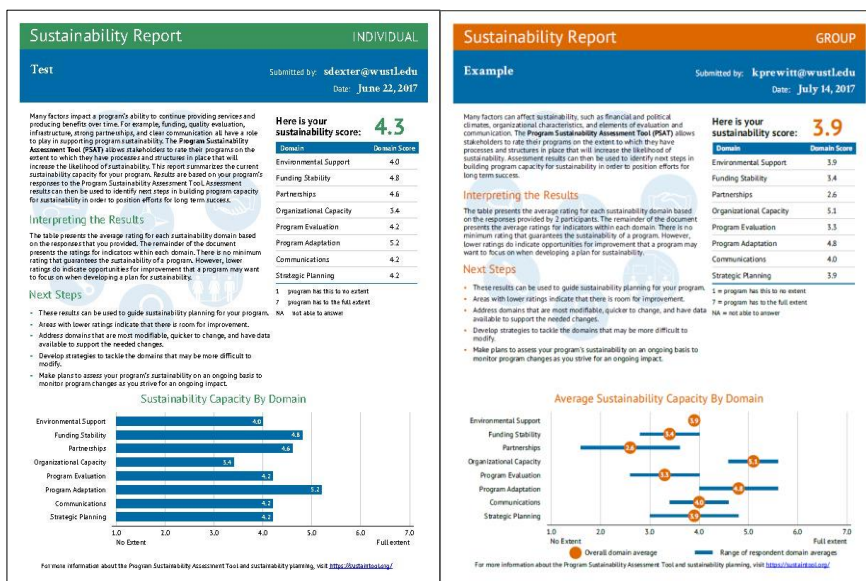 Sustainability Report INDIVIDUAL
Test
Submitted by: sdexter@wustl.edu
Date: June 22, 2017
Many factors impact a program's ability to continue providing services and
producing benefits over time. For example, funding, quality evaluation,
infrastructure, strong partnerships, and clear communication all have a role
to play in supporting program sustainability. The Program Sustainability
Assessment Tool (PSAT) allows stakeholders to rate their programs on the
extent to which they have processes and structures in place that will
increase the likelihood of sustainability. This report summarizes the current
sustainability capacity for your program. Results are based on your program's
responses to the Program Sustainability Assessment Tool. Assessment
results can then be used to identify next steps in building program capacity
for sustainability in order to position efforts for long term success.
Interpreting the Results
The table presents the average rating for each sustainability domain based
on the responses that you provided. The remainder of the document
presents the ratings for indicators within each domain. There is no minimum
rating that guarantees the sustainability of a program. However, lower
ratings do indicate opportunities for improvement that a program may want
to focus on when developing a plan for sustainability.
Next Steps
- These results can be used to guide sustainability planning for your program.
- Areas with lower ratings indicate that there is room for improvement.
- Address domains that are most modifiable, quicker to change, and have data
available to support the needed changes.
- Develop strategies to tackle the domains that may be more difficult to
modify.
- Make plans to assess your program's sustainability on an ongoing basis to
monitor program changes as you strive for an ongoing impact.
Here is your
sustainability score: 4.3
Domain Domain Score
Environmental Support 4.0
Funding Stability 4.8
Partnerships 4.6
Organizational Capacity 3.4
Program Evaluation 4.2
Program Adaptation 5.2
Communications 4.2
Strategic Planning 4.2
1 program has this to no extent
7 program has to the full extent
NA not able to answer
Sustainability Capacity By Domain
Environmental Support 4.0
Funding Stability 4.8
Partnerships 4.6
Organizational Capacity 3.4
Program Evaluation 4.2
Program Adaptation 5.2
Communications 4.2
Strategic Planning 4.2
1.0 2.0 3.0 4.0 5.0 6.0 7.0
No Extent Full extent
For more information about the Program Sustainability Assessment Tool and sustainability planning, visit https://sustaintool.org/
Sustainability Report GROUP
Example
Submitted by: kprewitt@wustl.edu
Date: July 14, 2017
Many factors can affect sustainability, such as financial and political
climates, organizational characteristics, and elements of evaluation and
communication. The Program Sustainability Assessment Tool (PSAT) allows
stakeholders to rate their programs on the extent to which they have
processes and structures in place that will increase the likelihood of
sustainability. Assessment results can then be used to identify next steps in
building program capacity for sustainability in order to position efforts for
long term success.
Interpreting the Results
The table presents the average rating for each sustainability domain based
on the responses provided by 2 participants. The remainder of the document
presents the average ratings for indicators within each domain. There is no
minimum rating that guarantees the sustainability of a program. However,
lower ratings do indicate opportunities for improvement that a program may
want to focus on when developing a plan for sustainability.
Next Steps
• These results can be used to guide sustainability planning for your program.
• Areas with lower ratings indicate that there is room for improvement.
• Address domains that are most modifiable, quicker to change, and have data
available to support the needed changes.
• Develop strategies to tackle the domains that may be more difficult to
modify.
• Make plans to assess your program's sustainability on an ongoing basis to
monitor program changes as you strive for an ongoing impact.
Here is your
sustainability score: 3.9
Domain Domain Score
Environmental Support 3.9
Funding Stability 3.4
Partnerships 2.6
Organizational Capacity 5.1
Program Evaluation 3.3
Program Adaptation 4.8
Communications 4.0
Strategic Planning 3.9
1 = program has this to no extent
7 = program has to the full extent
NA = not able to answer
Average Sustainability Capacity By Domain
Environmental Support 3.9
Funding Stability 3.4
Partnerships 2.6
Organizational Capacity 5.1
Program Evaluation 3.3
Program Adaptation 4.8
Communications 4.0
Strategic Planning 3.9
1.0 2.0 3.0 4.0 5.0 6.0 7.0
No Extent Full extent
Overall domain average Range of respondent domain averages
For more information about the Program Sustainability Assessment Tool and sustainability planning, visit https://sustaintool.org/